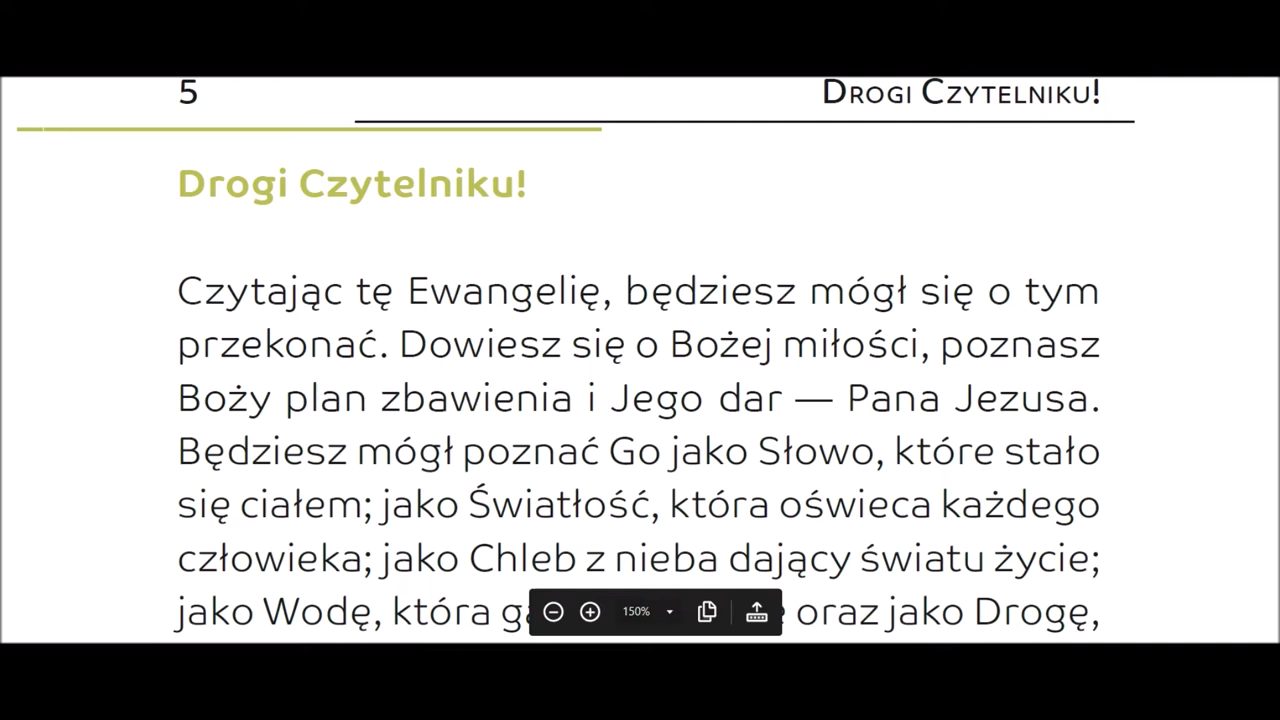 5
Drogi Czytelniku!
Drogi Czytelniku!
Czytając tę Ewangelię, będziesz mógł się o tym
przekonać. Dowiesz się o Bożej miłości, poznasz
Boży plan zbawienia i Jego dar — Pana Jezusa.
Będziesz mógł poznać Go jako Słowo, które stało
się ciałem; jako Światłość, która oświeca każdego
człowieka; jako Chleb z nieba dający światu życie;
jako Wodę, która oraz jako Drogę,
150%